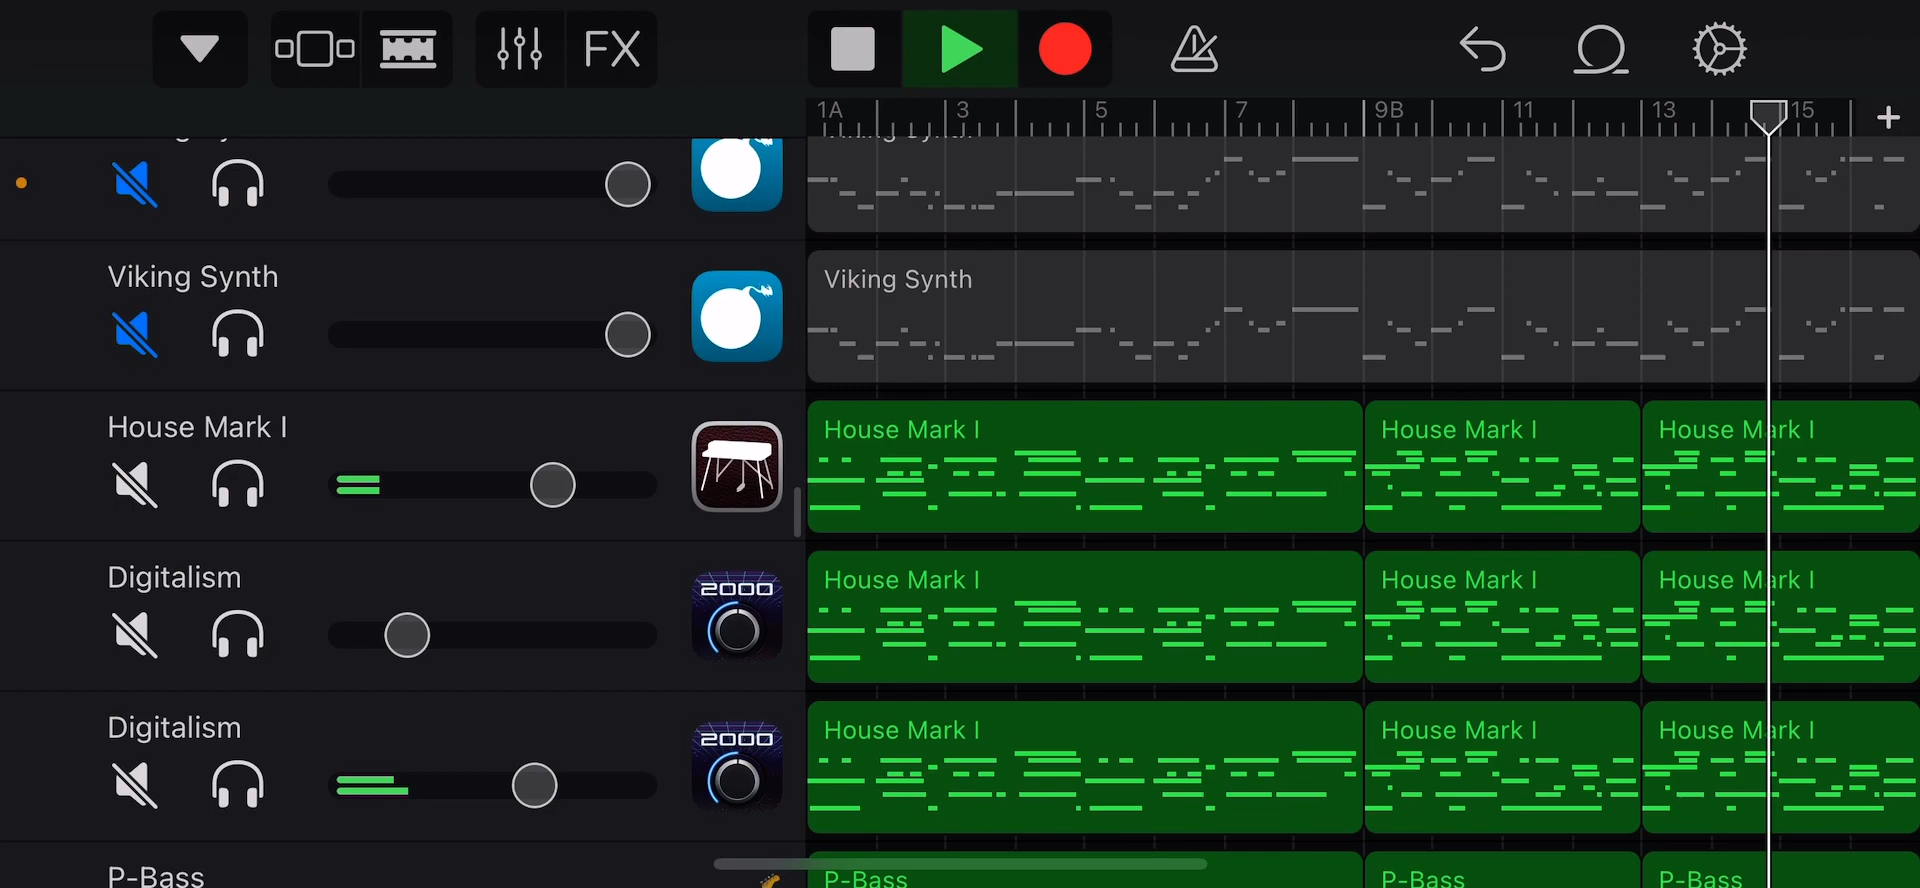 FX
1A 3 5 7 9B 11 13 15 +
Viking Synth
Viking Synth
Viking Synth
House Mark I
House Mark I House Mark I House Mark I
Digitalism
2000
House Mark I House Mark I House Mark I
Digitalism
2000
House Mark I House Mark I House Mark I
P-Bass
P-Bass P-Bass P-Bass